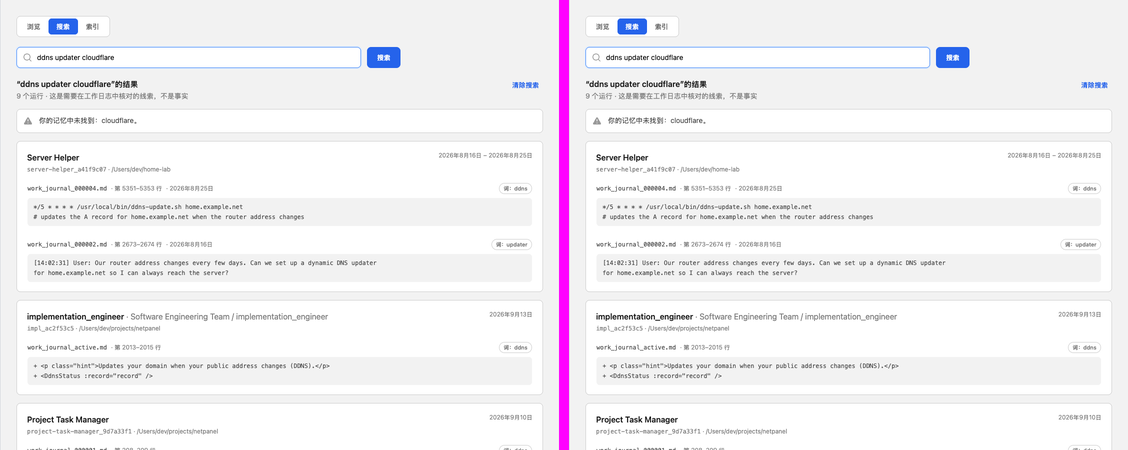 浏览 搜索 索引
ddns updater cloudflare 搜索
“ddns updater cloudflare”的结果 清除搜索
9 个运行 · 这是需要在工作日志中核对的线索，不是事实
你的记忆中未找到：cloudflare。
Server Helper 2026年8月16日 – 2026年8月25日
server-helper_a41f9c07 · /Users/dev/home-lab
work_journal_000004.md · 第 5351–5353 行 · 2026年8月25日 词: ddns
*/5 * * * * /usr/local/bin/ddns-update.sh home.example.net
# updates the A record for home.example.net when the router address changes
work_journal_000002.md · 第 2673–2674 行 · 2026年8月16日 词: updater
[14:02:31] User: Our router address changes every few days. Can we set up a dynamic DNS updater
for home.example.net so I can always reach the server?
implementation_engineer · Software Engineering Team / implementation_engineer 2026年9月13日
impl_ac2f53c5 · /Users/dev/projects/netpanel
work_journal_active.md · 第 2013–2015 行 词: ddns
+ <p class="hint">Updates your domain when your public address changes (DDNS).</p>
+ <DdnsStatus :record="record" />
Project Task Manager 2026年9月10日
project-task-manager_9d7a33f1 · /Users/dev/projects/netpanel
浏览 搜索 索引
ddns updater cloudflare 搜索
“ddns updater cloudflare”的结果 清除搜索
9 个运行 · 这是需要在工作日志中核对的线索，不是事实
你的记忆中未找到：cloudflare。
Server Helper 2026年8月16日 – 2026年8月25日
server-helper_a41f9c07 · /Users/dev/home-lab
work_journal_000004.md · 第 5351–5353 行 · 2026年8月25日 词: ddns
*/5 * * * * /usr/local/bin/ddns-update.sh home.example.net
# updates the A record for home.example.net when the router address changes
work_journal_000002.md · 第 2673–2674 行 · 2026年8月16日 词: updater
[14:02:31] User: Our router address changes every few days. Can we set up a dynamic DNS updater
for home.example.net so I can always reach the server?
implementation_engineer · Software Engineering Team / implementation_engineer 2026年9月13日
impl_ac2f53c5 · /Users/dev/projects/netpanel
work_journal_active.md · 第 2013–2015 行 词: ddns
+ <p class="hint">Updates your domain when your public address changes (DDNS).</p>
+ <DdnsStatus :record="record" />
Project Task Manager 2026年9月10日
project-task-manager_9d7a33f1 · /Users/dev/projects/netpanel